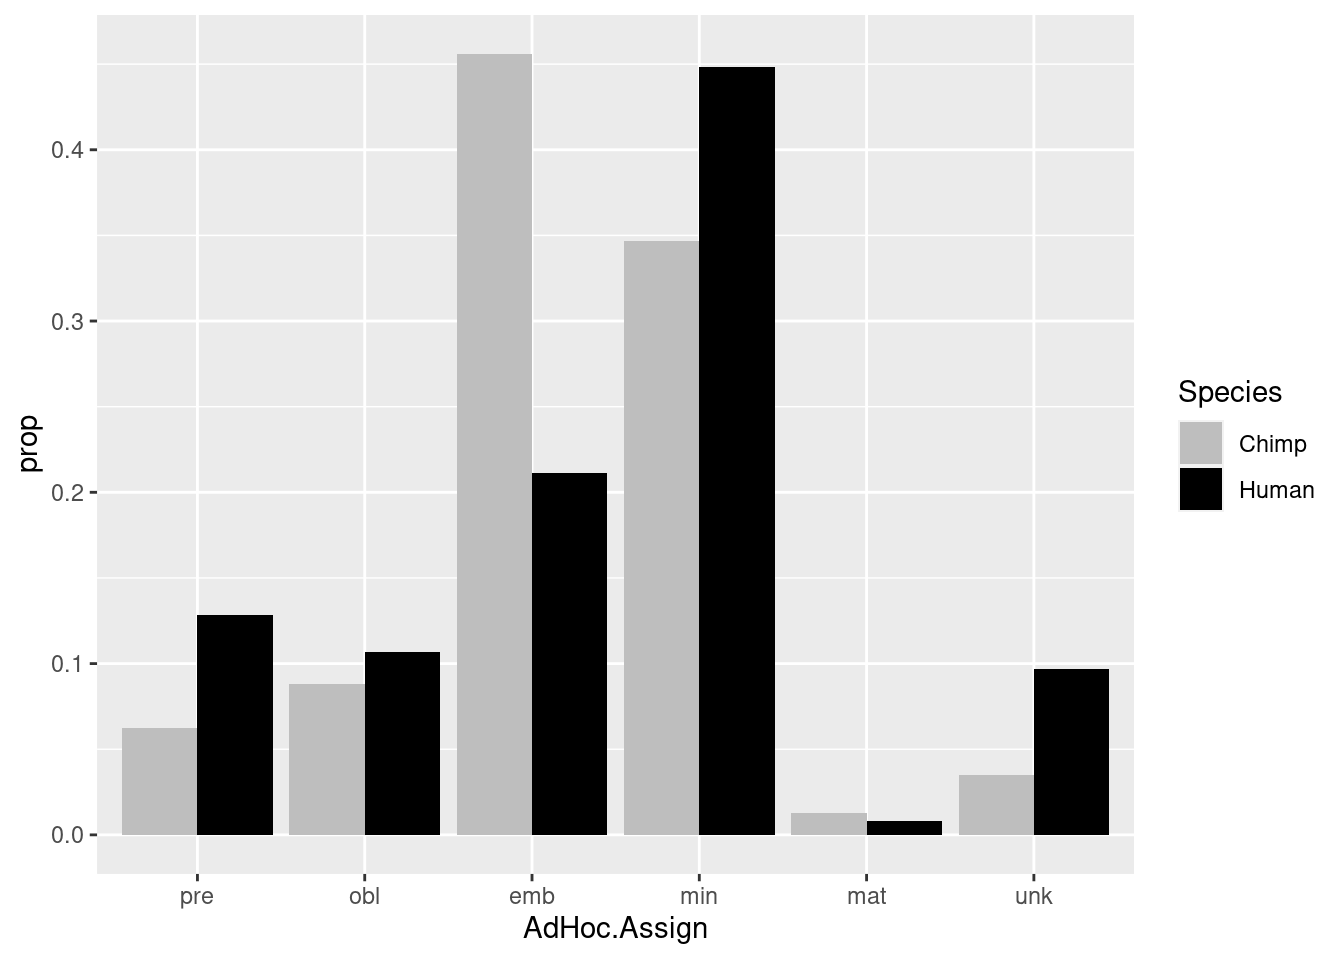 0.4
0.3
0.2
0.1
0.0
prop
pre obl emb min mat unk
AdHoc.Assign
Species
Chimp
Human